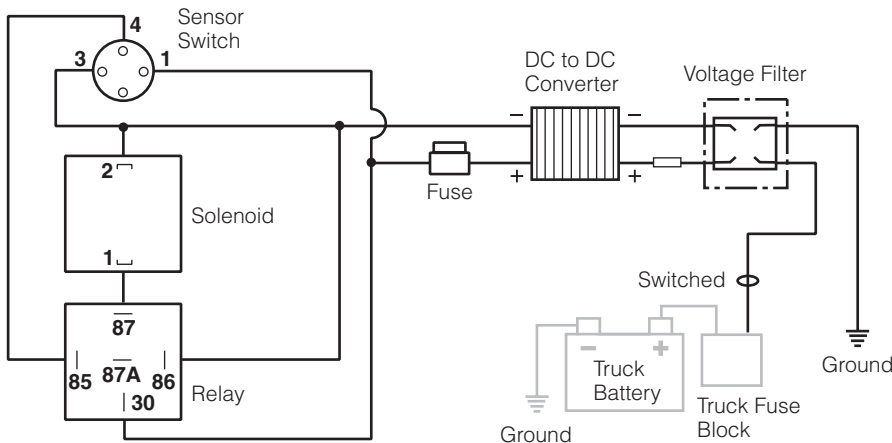 4
Sensor
Switch
3
1
DC to DC
Converter
Voltage Filter
−
−
+
+
Fuse
2
Solenoid
1
Switched
87
85
87A
86
30
Relay
−
+
Truck
Battery
Ground
Truck Fuse
Block
Ground